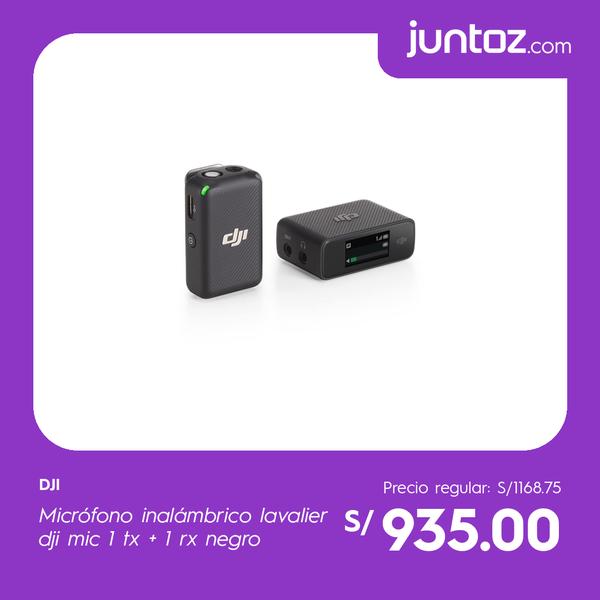 juntoz.com
dji
dji
DJI
Precio regular: S/1168.75
Micrófono inalámbrico lavalier
dji mic 1 tx + 1 rx negro
S/ 935.00